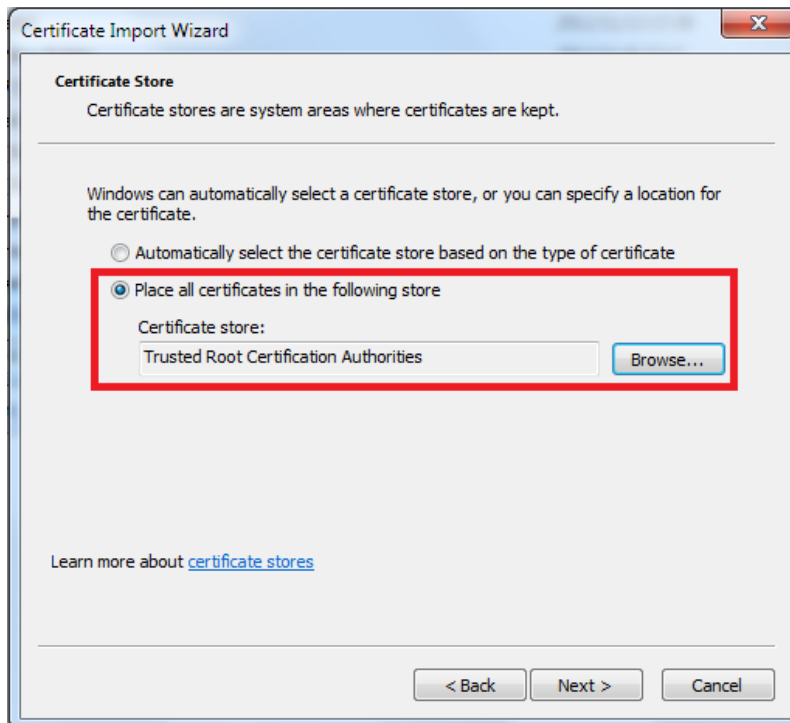 Certificate Import Wizard
Certificate Store
Certificate stores are system areas where certificates are kept.
Windows can automatically select a certificate store, or you can specify a location for
the certificate.
Automatically select the certificate store based on the type of certificate
Place all certificates in the following store
Certificate store:
Trusted Root Certification Authorities
Browse...
Learn more about certificate stores
< Back
Next >
Cancel